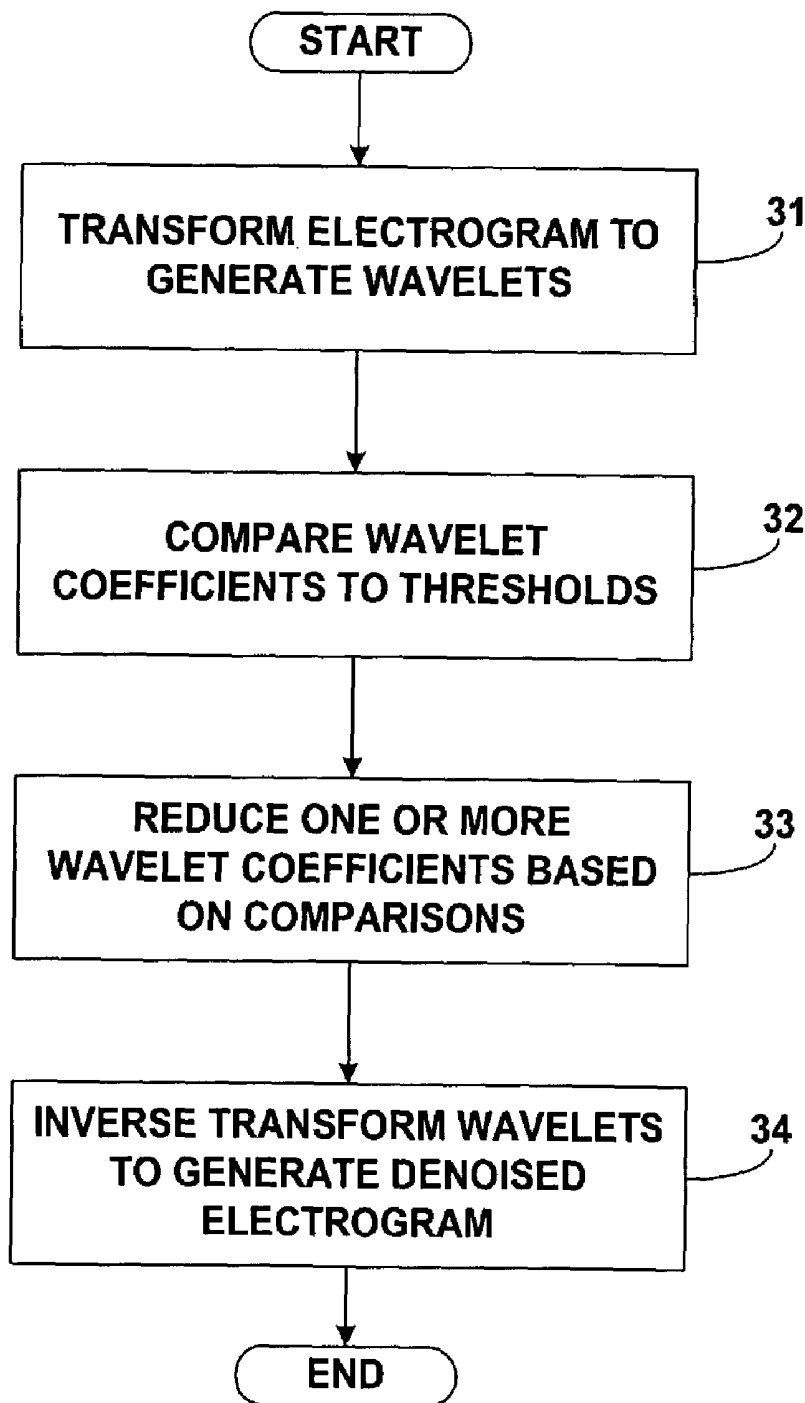 START
TRANSFORM ELECTROGRAM TO
GENERATE WAVELETS
31
COMPARE WAVELET
COEFFICIENTS TO THRESHOLDS
32
REDUCE ONE OR MORE
WAVELET COEFFICIENTS BASED
ON COMPARISONS
33
INVERSE TRANSFORM WAVELETS
TO GENERATE DENOISED
ELECTROGRAM
34
END